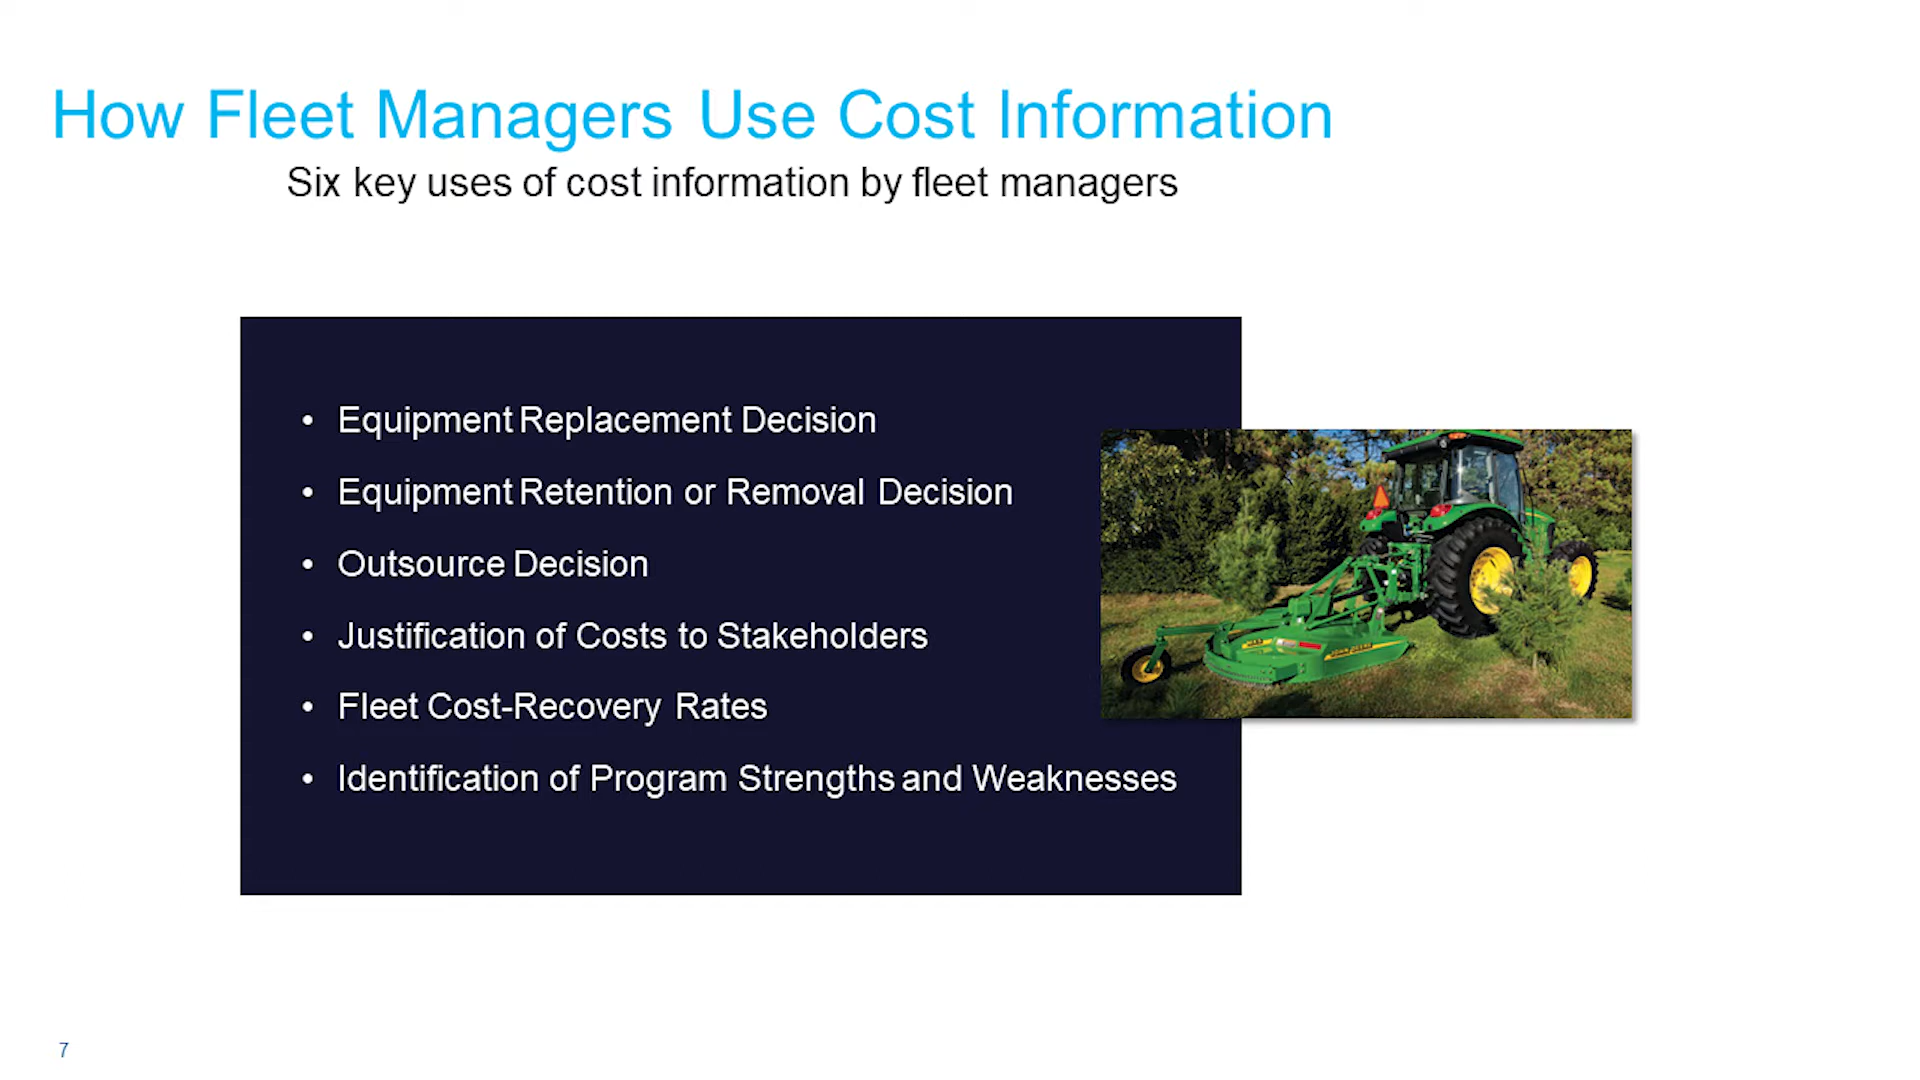 How Fleet Managers Use Cost Information
Six key uses of cost information by fleet managers
• Equipment Replacement Decision
• Equipment Retention or Removal Decision
• Outsource Decision
• Justification of Costs to Stakeholders
• Fleet Cost-Recovery Rates
• Identification of Program Strengths and Weaknesses
JOHN DEERE
7